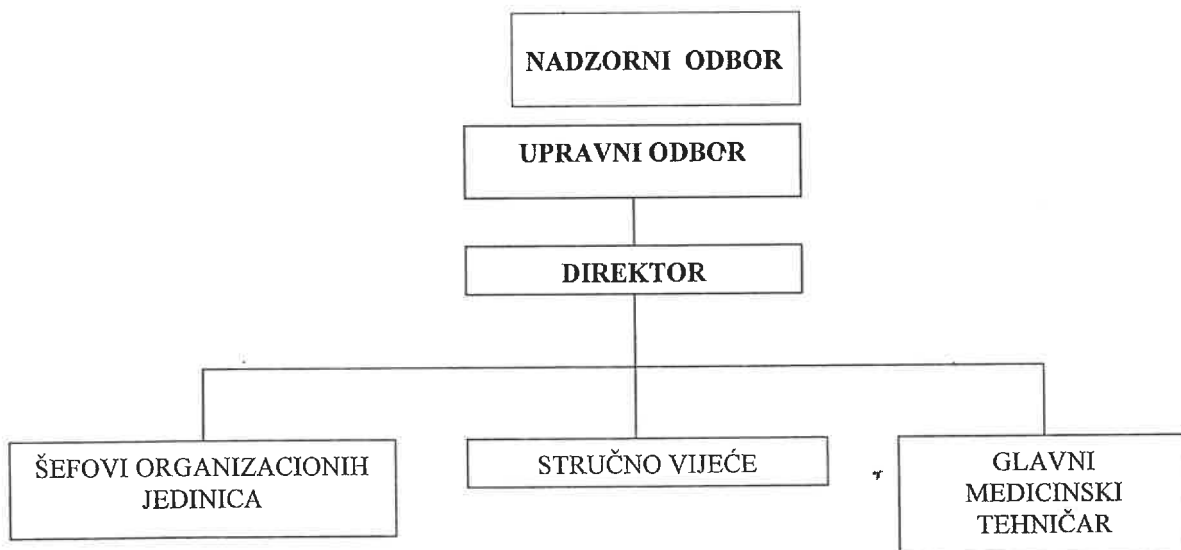 NADZORNI ODBOR
UPRAVNI ODBOR
DIREKTOR
ŠEFOVI ORGANIZACIONIH
JEDINICA
STRUČNO VIJEĆE
GLAVNI
MEDICINSKI
TEHNIČAR